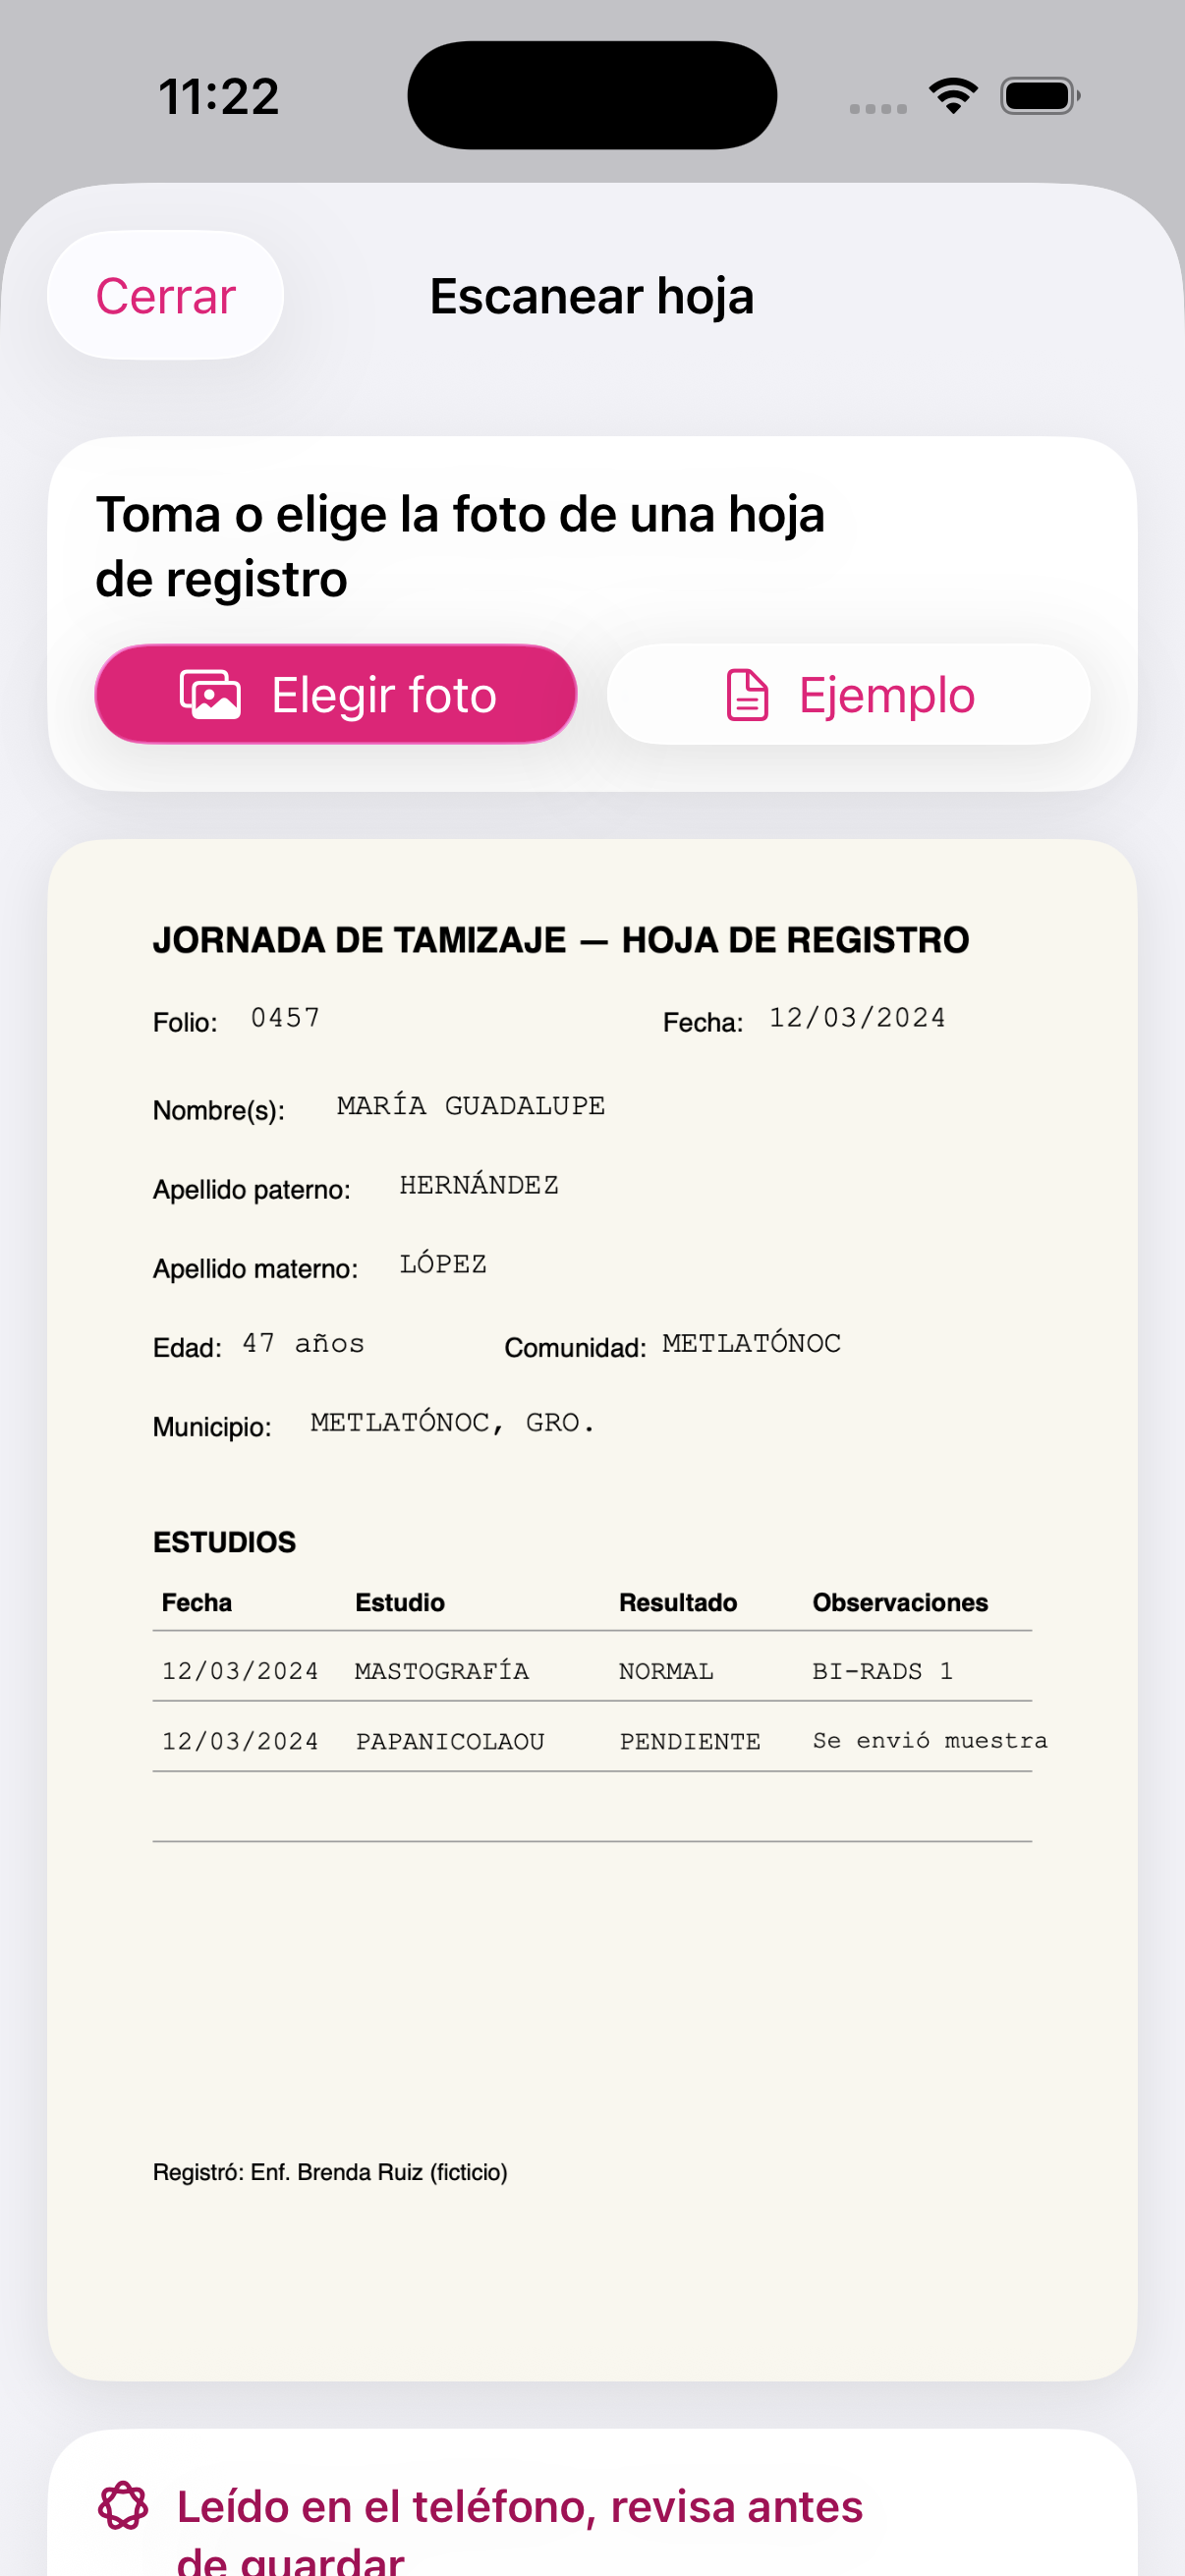 11:22
Cerrar
Escanear hoja
Toma o elige la foto de una hoja
de registro
Elegir foto
Ejemplo
JORNADA DE TAMIZAJE — HOJA DE REGISTRO
Folio: 0457 Fecha: 12/03/2024
Nombre(s): MARÍA GUADALUPE
Apellido paterno: HERNÁNDEZ
Apellido materno: LÓPEZ
Edad: 47 años Comunidad: METLATÓNOC
Municipio: METLATÓNOC, GRO.
ESTUDIOS
Fecha Estudio Resultado Observaciones
12/03/2024 MASTOGRAFÍA NORMAL BI-RADS 1
12/03/2024 PAPANICOLAOU PENDIENTE Se envió muestra
Registró: Enf. Brenda Ruiz (ficticio)
Leído en el teléfono, revisa antes
de guardar